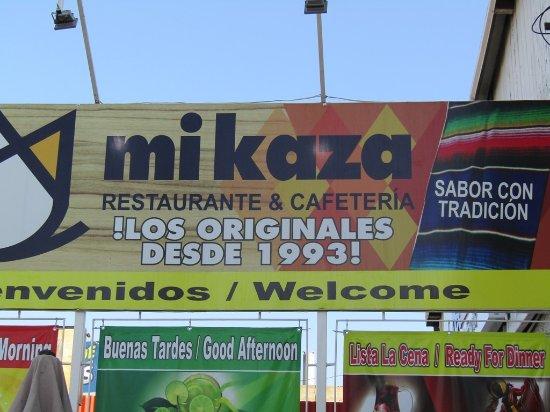 mikaza
RESTAURANTE & CAFETERÍA
!LOS ORIGINALES
DESDE 1993!
SABOR CON
TRADICIÓN
envenidos / Welcome
Morning
Buenas Tardes / Good Afternoon
Lista La Cena / Ready For Dinner